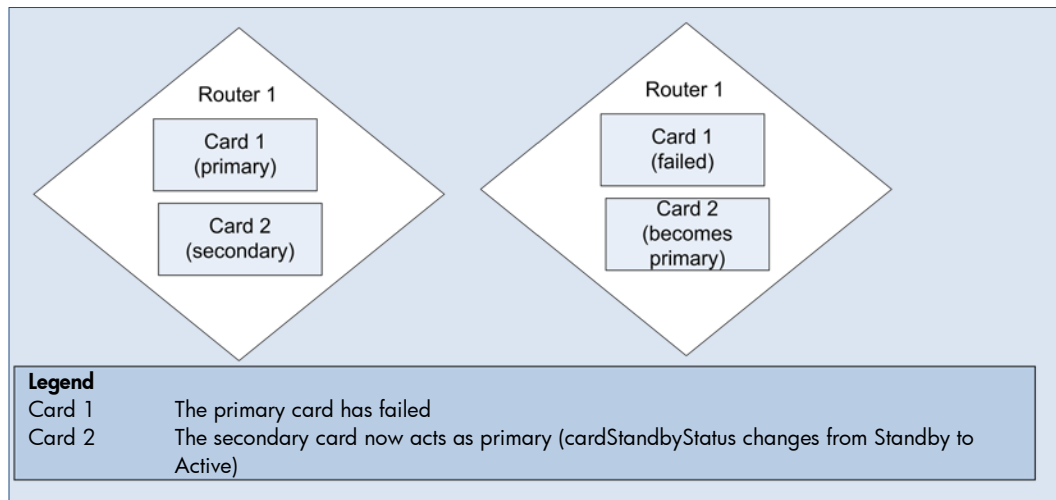 Router 1
Card 1
(primary)
Card 2
(secondary)
Router 1
Card 1
(failed)
Card 2
(becomes
primary)
Legend
Card 1 The primary card has failed
Card 2 The secondary card now acts as primary (cardStandbyStatus changes from Standby to
Active)